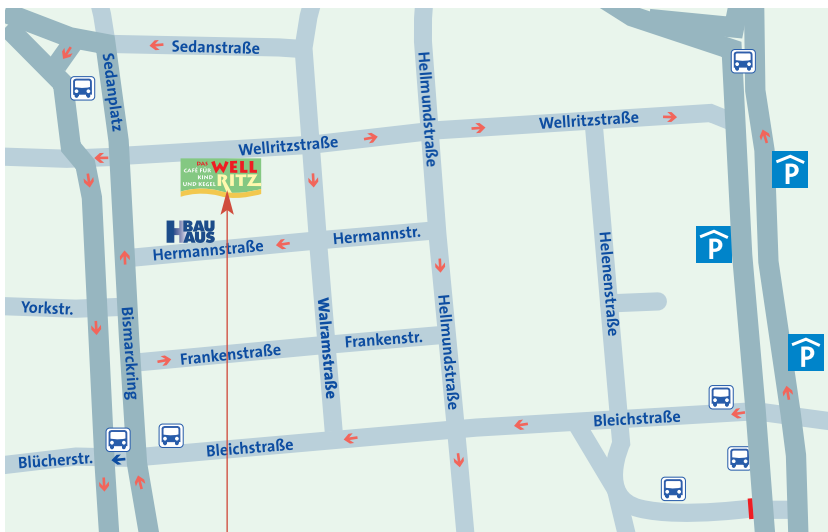 Sedanstraße
Sedanplatz
Hellmundstraße
Wellritzstraße
Wellritzstraße
DAS
CAFE FÜR
KIND
UND KEGEL
WELL
RITZ
P
BAU
HAUS
Hermannstraße
Hermannstr.
Helenenstraße
P
Yorkstr.
Bismarckring
Walramstraße
Hellmundstraße
Frankenstraße
Frankenstr.
P
Bleichstraße
Bleichstraße
Blücherstr.